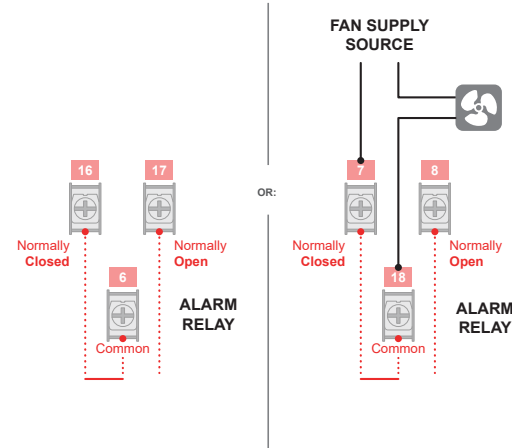 16
17
Normally
Closed
Normally
Open
6
ALARM
RELAY
Common
OR:
FAN SUPPLY
SOURCE
7
8
Normally
Closed
Normally
Open
18
ALARM
RELAY
Common